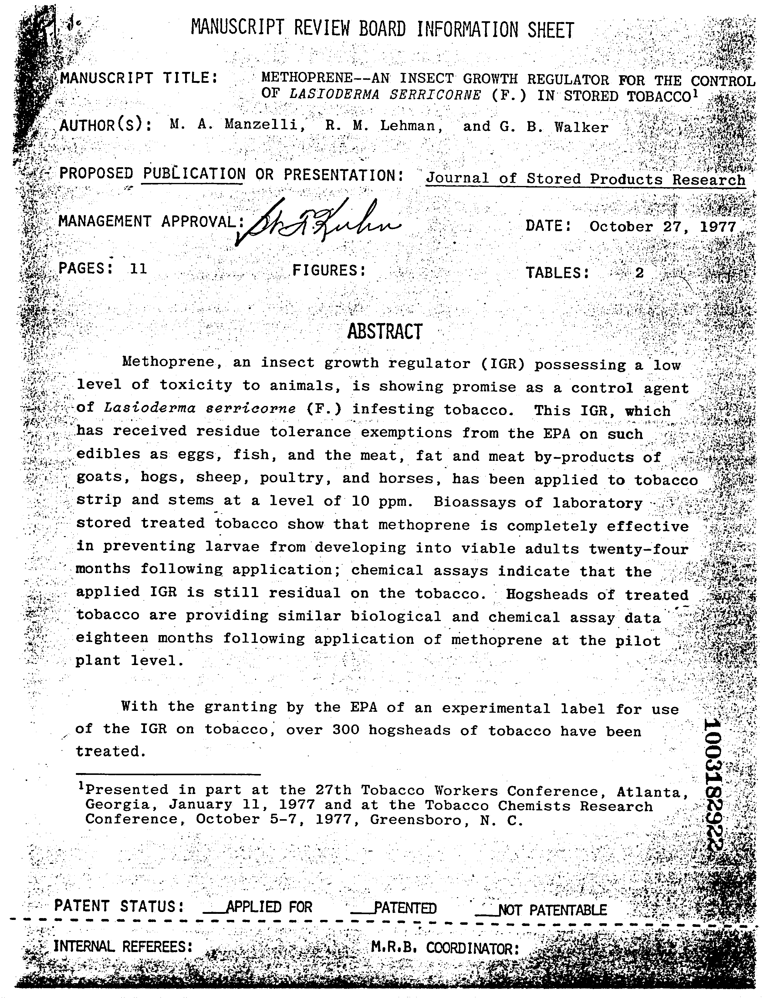 MANUSCRIPT REVIEW BOARD INFORMATION SHEET
MANUSCRIPT TITLE: METHOPRENE--AN INSECT GROWTH REGULATOR FOR THE CONTROL
OF LASIODERMA SERRICORNE (F.) IN STORED TOBACCO¹
AUTHOR(S): M. A. Manzelli, R. M. Lehman, and G. B. Walker
PROPOSED PUBLICATION OR PRESENTATION: Journal of Stored Products Research
MANAGEMENT APPROVAL: DATE: October 27, 1977
PAGES: 11 FIGURES: TABLES: 2
ABSTRACT
Methoprene, an insect growth regulator (IGR) possessing a low
level of toxicity to animals, is showing promise as a control agent
of Lasioderma serricorne (F.) infesting tobacco. This IGR, which
has received residue tolerance exemptions from the EPA on such
edibles as eggs, fish, and the meat, fat and meat by-products of
goats, hogs, sheep, poultry, and horses, has been applied to tobacco
strip and stems at a level of 10 ppm. Bioassays of laboratory
stored treated tobacco show that methoprene is completely effective
in preventing larvae from developing into viable adults twenty-four
months following application; chemical assays indicate that the
applied IGR is still residual on the tobacco. Hogsheads of treated
tobacco are providing similar biological and chemical assay data
eighteen months following application of methoprene at the pilot
plant level.
With the granting by the EPA of an experimental label for use
of the IGR on tobacco, over 300 hogsheads of tobacco have been
treated.
¹Presented in part at the 27th Tobacco Workers Conference, Atlanta,
Georgia, January 11, 1977 and at the Tobacco Chemists Research
Conference, October 5-7, 1977, Greensboro, N. C.
1003182922
PATENT STATUS: __APPLIED FOR __PATENTED __NOT PATENTABLE
INTERNAL REFEREES: M.R.B. COORDINATOR: